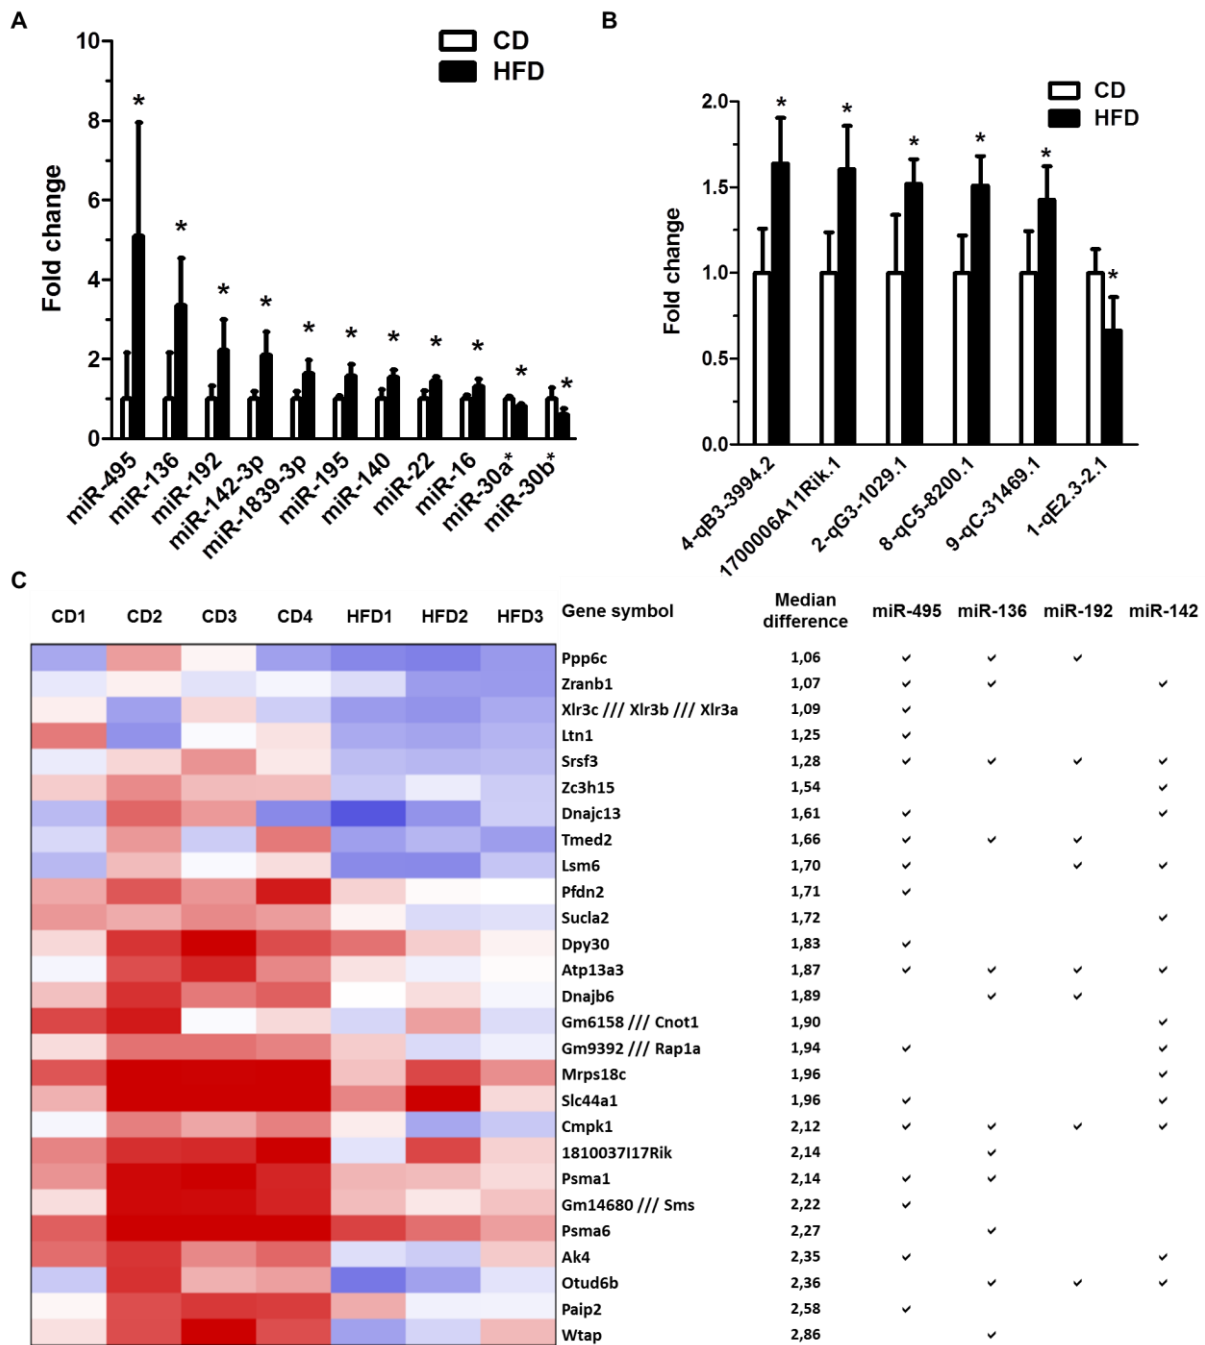 A
CD
HFD
Fold change
10
8
6
4
2
0
* * * * * * * * * * *
miR-495 miR-136 miR-192 miR-142-3p miR-1839-3p miR-195 miR-140 miR-22 miR-16 miR-30a* miR-30b*
B
CD
HFD
Fold change
2.0
1.5
1.0
0.5
0.0
* * * * * *
4-qB3-3994.2 1700006A11Rik.1 2-qG3-1029.1 8-qC5-8200.1 9-qC-31469.1 1-qE2.3-2.1
C
CD1 CD2 CD3 CD4 HFD1 HFD2 HFD3 Gene symbol Median difference miR-495 miR-136 miR-192 miR-142
Ppp6c 1,06 ✓ ✓ ✓
Zranb1 1,07 ✓ ✓ ✓
Xlr3c /// Xlr3b /// Xlr3a 1,09 ✓
Ltn1 1,25 ✓
Srsf3 1,28 ✓ ✓ ✓ ✓
Zc3h15 1,54 ✓
Dnajc13 1,61 ✓ ✓
Tmed2 1,66 ✓ ✓ ✓
Lsm6 1,70 ✓ ✓ ✓
Pfdn2 1,71 ✓
Sucla2 1,72 ✓
Dpy30 1,83 ✓
Atp13a3 1,87 ✓ ✓ ✓ ✓
Dnajb6 1,89 ✓ ✓
Gm6158 /// Cnot1 1,90 ✓
Gm9392 /// Rap1a 1,94 ✓ ✓
Mrps18c 1,96 ✓
Slc44a1 1,96 ✓ ✓
Cmpk1 2,12 ✓ ✓ ✓ ✓
1810037I17Rik 2,14 ✓
Psma1 2,14 ✓ ✓
Gm14680 /// Sms 2,22 ✓
Psma6 2,27 ✓
Ak4 2,35 ✓ ✓
Otud6b 2,36 ✓ ✓ ✓
Paip2 2,58 ✓
Wtap 2,86 ✓